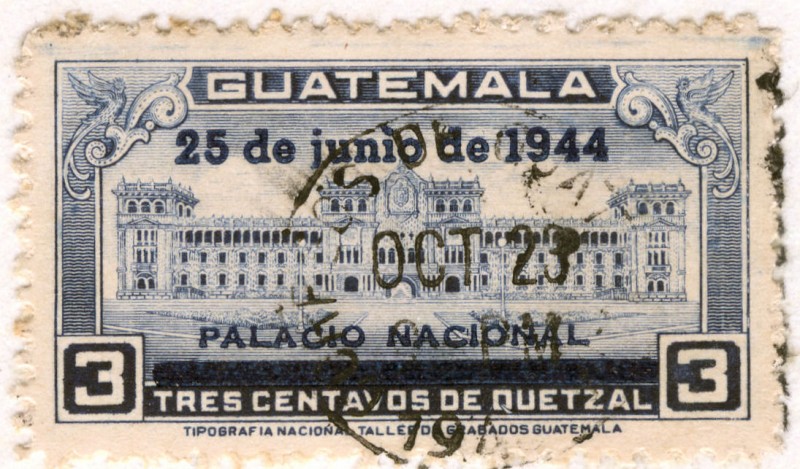 GUATEMALA
25 de junio de 1944
OCT 23
PALACIO NACIONAL
3 3
TRES CENTAVOS DE QUETZAL
TIPOGRAFIA NACIONAL TALLER DE GRABADOS GUATEMALA